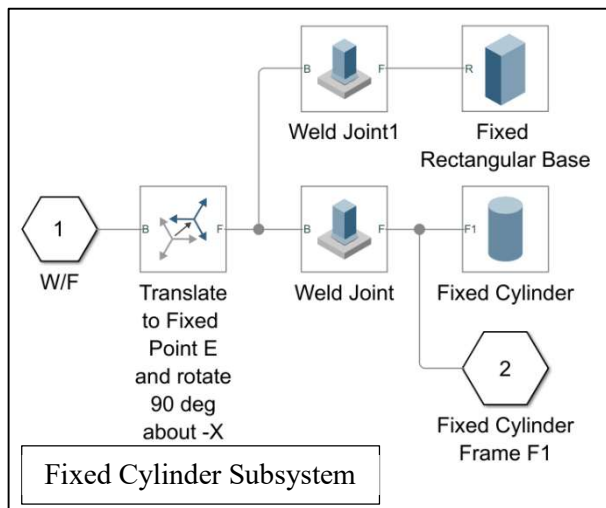 B
F
R
Weld Joint1
Fixed
Rectangular Base
1
B
F
B
F
F1
W/F
Translate
to Fixed
Point E
and rotate
90 deg
about -X
Weld Joint
Fixed Cylinder
2
Fixed Cylinder
Frame F1
Fixed Cylinder Subsystem